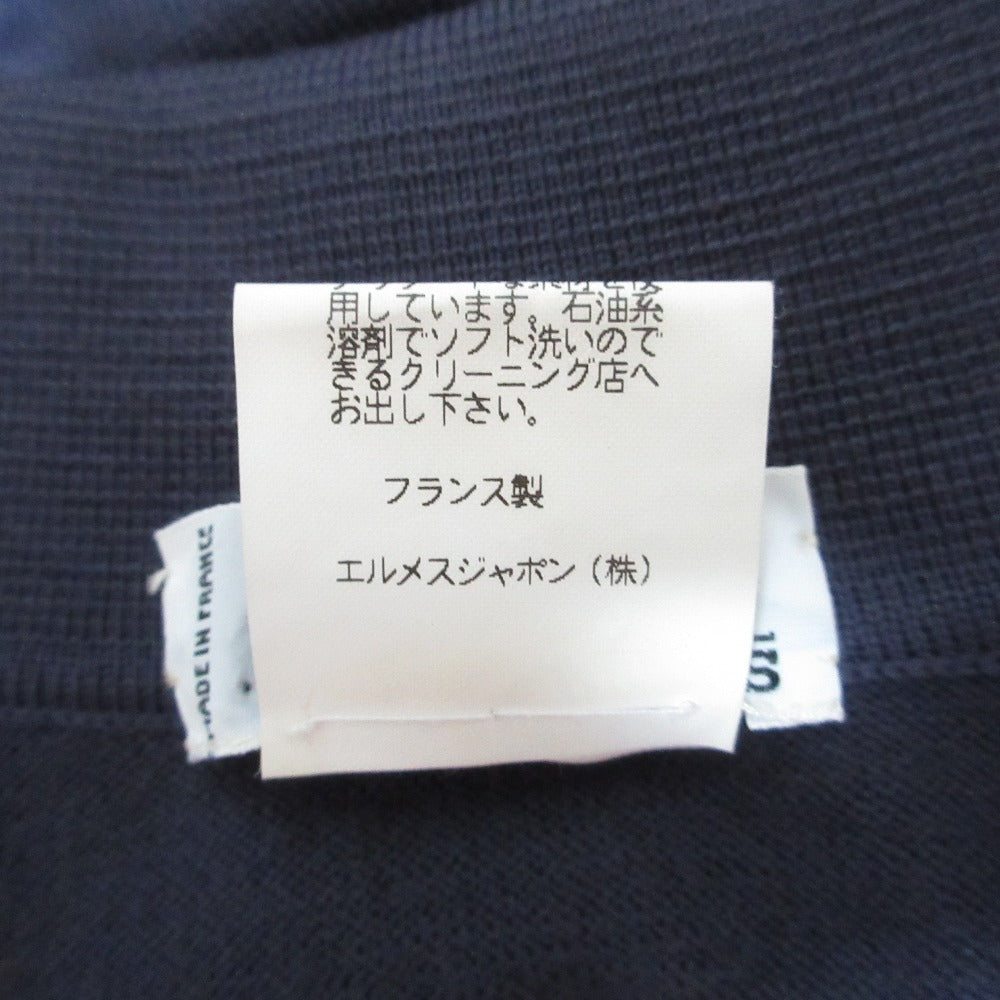 用しています。石油系
溶剤でソフト洗いので
きるクリーニング店へ
お出し下さい。
フランス製
エルメスジャポン（株）
MADE IN FRANCE